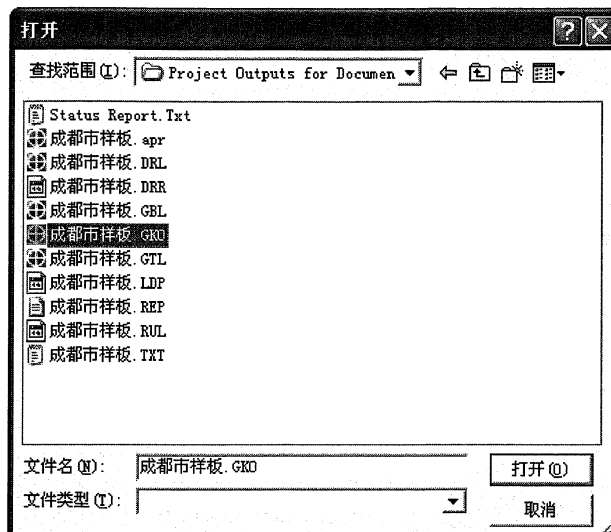 打开
查找范围(I): Project Outputs for Documen
Status Report.Txt
成都市样板.apr
成都市样板.DRL
成都市样板.DRR
成都市样板.GBL
成都市样板.GKO
成都市样板.GTL
成都市样板.LDP
成都市样板.REP
成都市样板.RUL
成都市样板.TXT
文件名(N): 成都市样板.GKO 打开(O)
文件类型(T): 取消